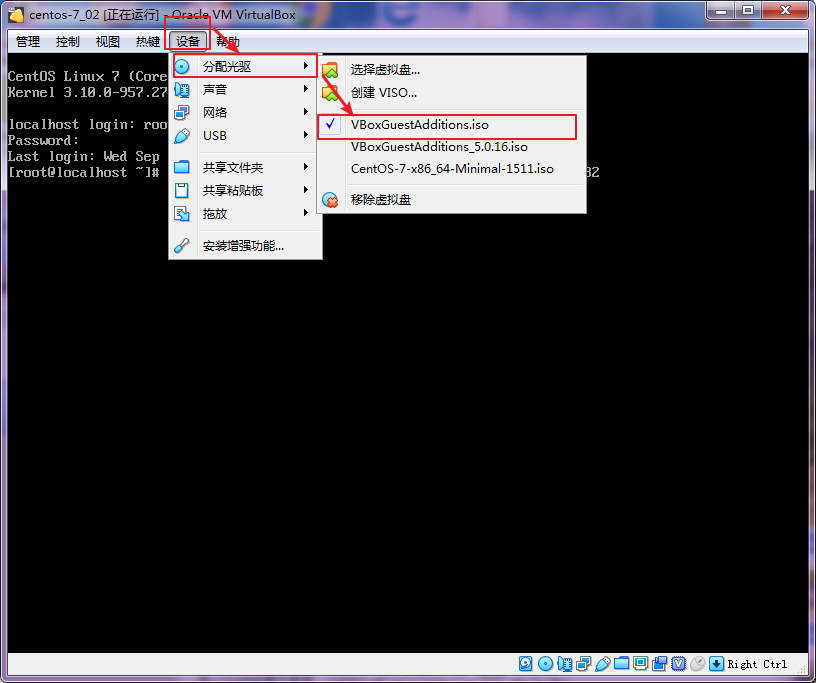 centos-7_02 [正在运行] - Oracle VM VirtualBox
管理 控制 视图 热键 设备 帮助
CentOS Linux 7 (Core
Kernel 3.10.0-957.27
localhost login: roo
Password:
Last login: Wed Sep
[root@localhost ~]#
02
分配光驱
声音
网络
USB
共享文件夹
共享粘贴板
拖放
安装增强功能...
选择虚拟盘...
创建 VISO...
VBoxGuestAdditions.iso
VBoxGuestAdditions_5.0.16.iso
CentOS-7-x86_64-Minimal-1511.iso
移除虚拟盘
Right Ctrl